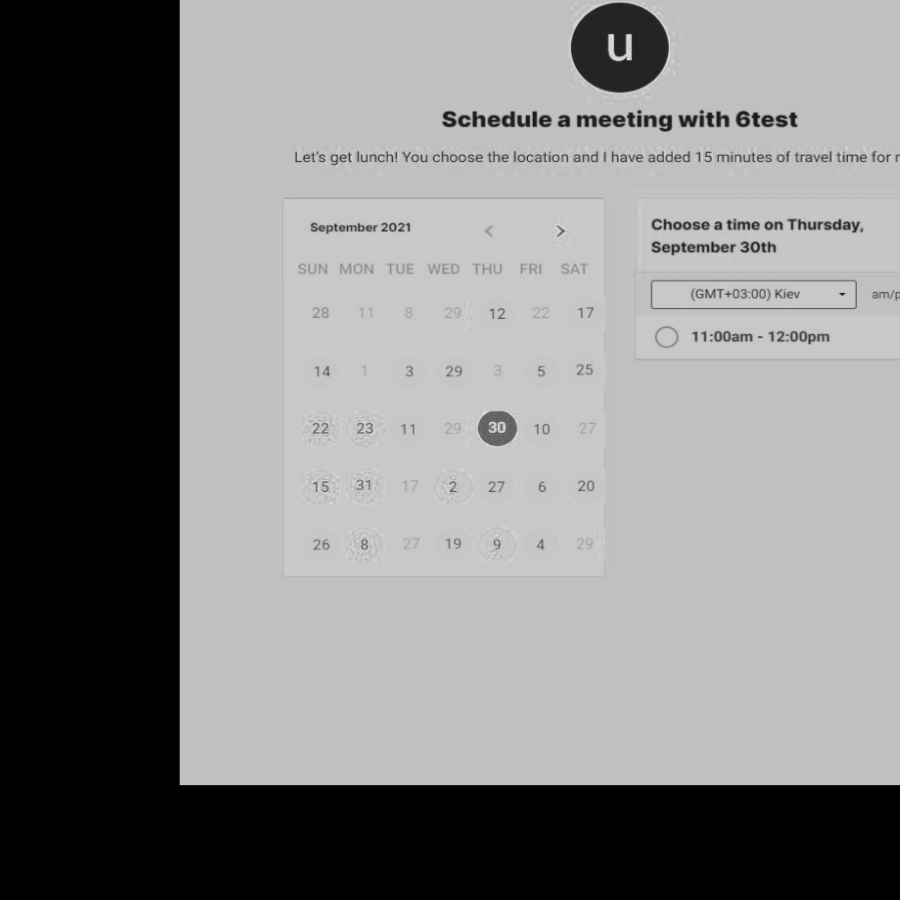 u
Schedule a meeting with 6test
Let's get lunch! You choose the location and I have added 15 minutes of travel time for
September 2021
SUN MON TUE WED THU FRI SAT
28 11 8 29 12 22 17
14 1 3 29 3 5 25
22 23 11 29 30 10 27
15 31 17 2 27 6 20
26 8 27 19 9 4 29
Choose a time on Thursday,
September 30th
(GMT+03:00) Kiev am/p
11:00am - 12:00pm